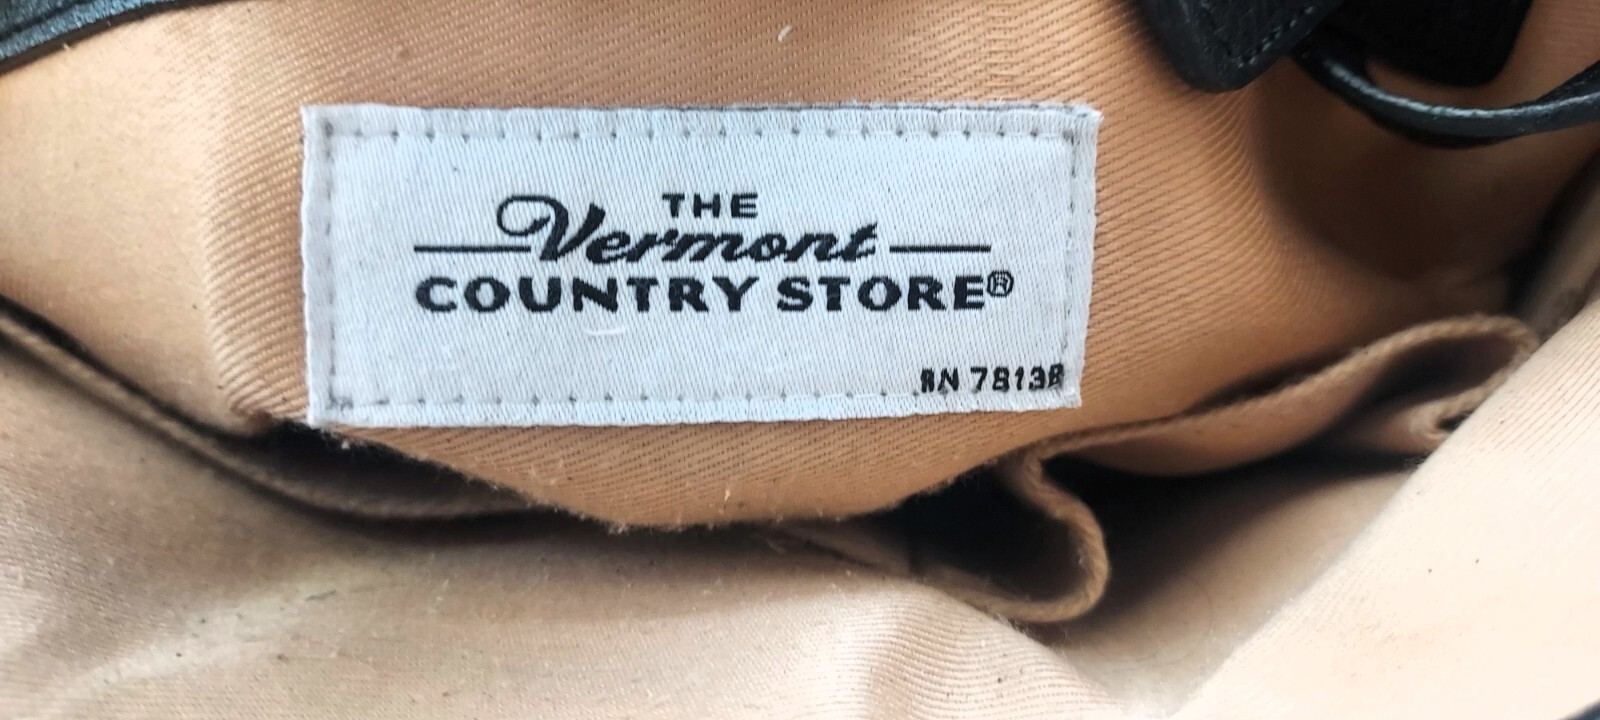 THE
Vermont
COUNTRY STORE®
RN 78138